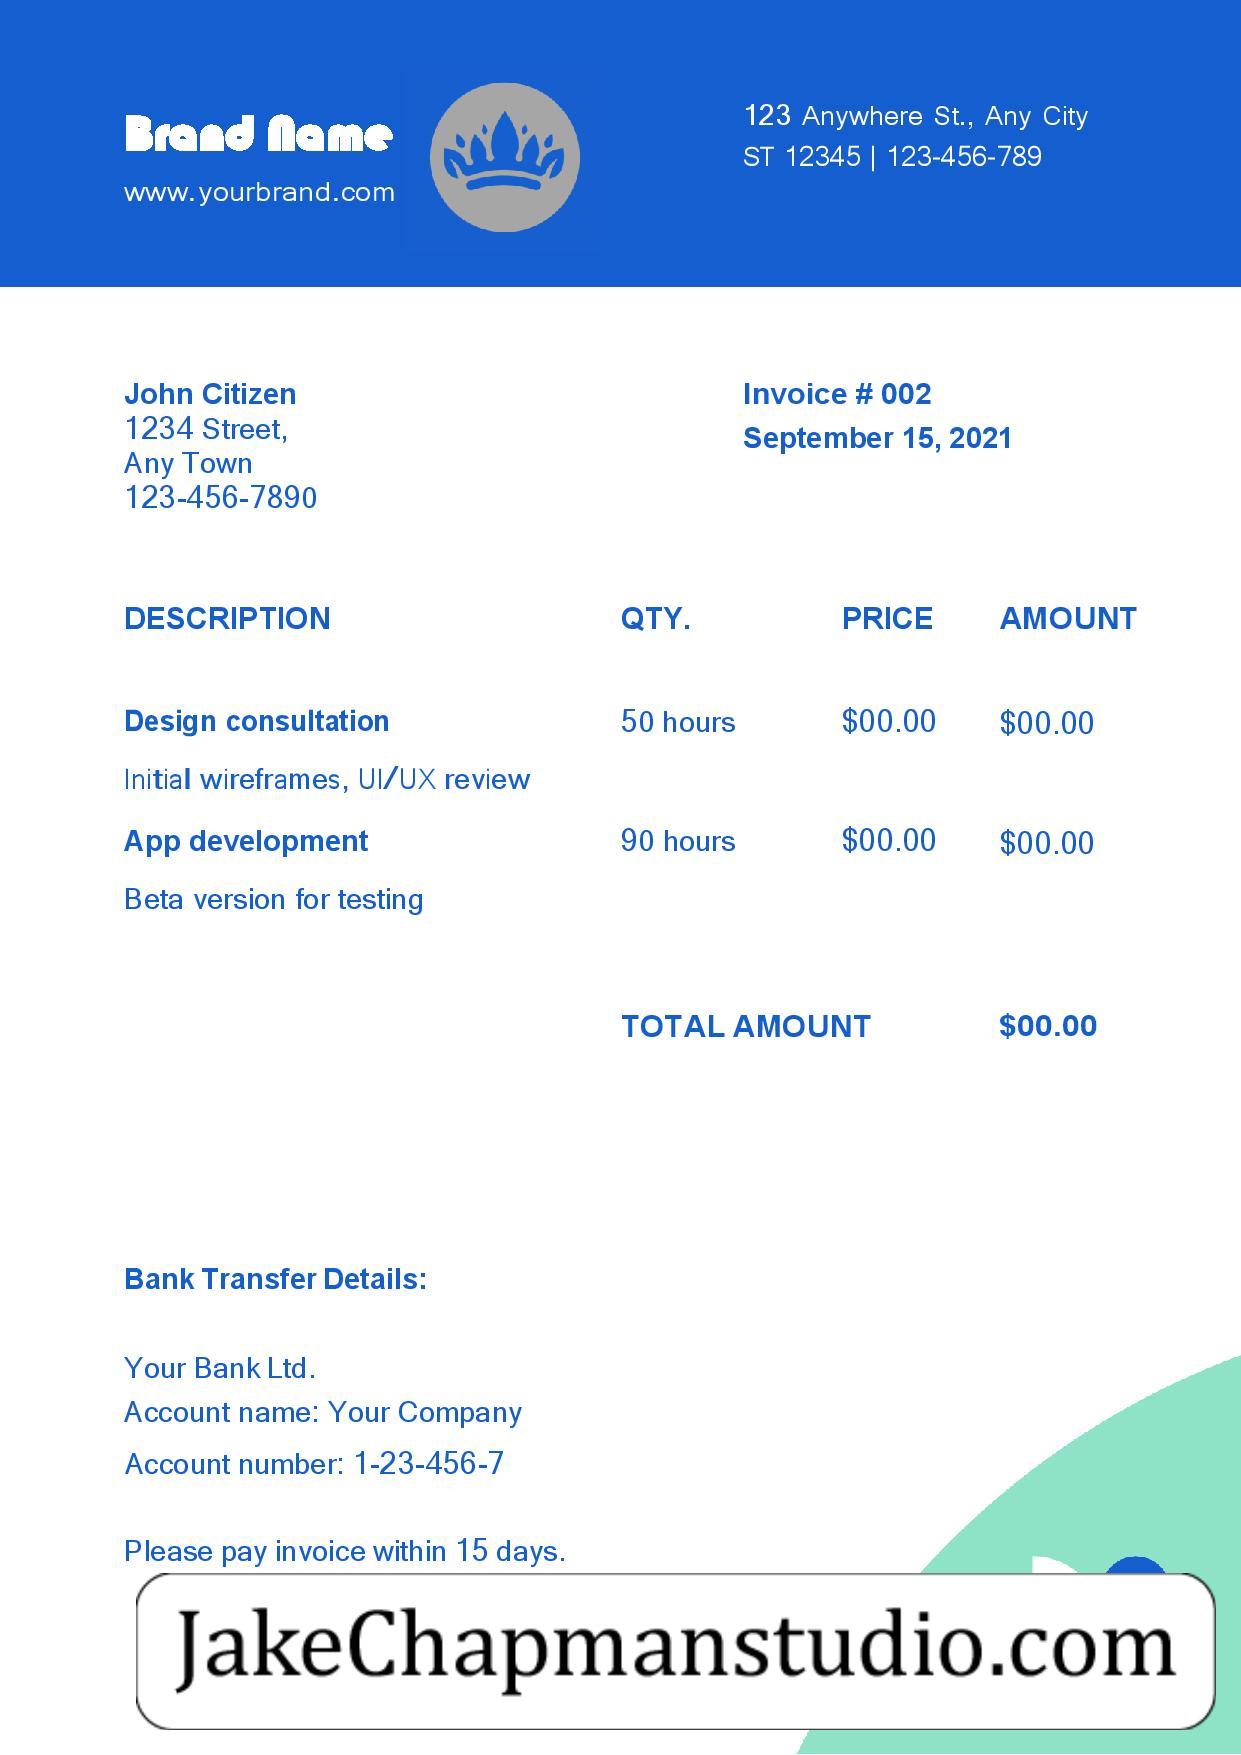 Brand Name
www.yourbrand.com
123 Anywhere St., Any City
ST 12345 | 123-456-789
John Citizen
1234 Street,
Any Town
123-456-7890
Invoice # 002
September 15, 2021
DESCRIPTION QTY. PRICE AMOUNT
Design consultation 50 hours $00.00 $00.00
Initial wireframes, UI/UX review
App development 90 hours $00.00 $00.00
Beta version for testing
TOTAL AMOUNT $00.00
Bank Transfer Details:
Your Bank Ltd.
Account name: Your Company
Account number: 1-23-456-7
Please pay invoice within 15 days.
JakeChapmanstudio.com